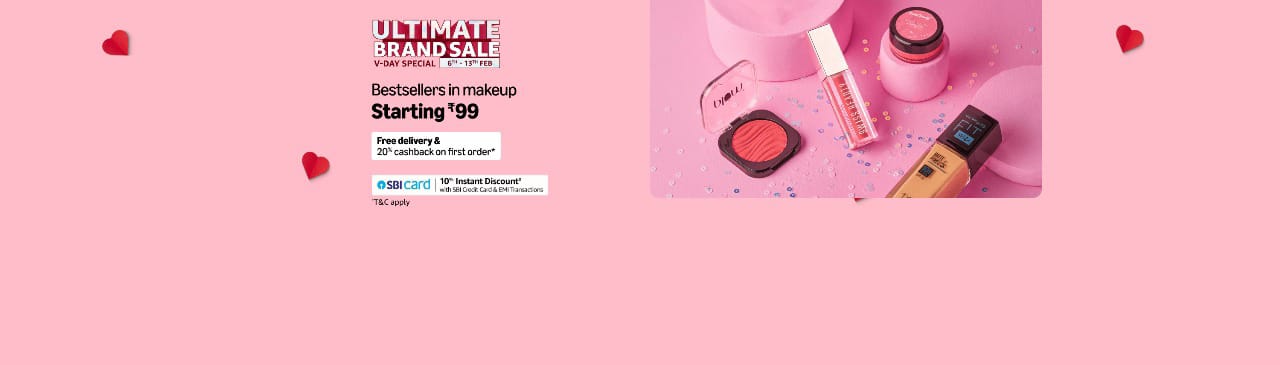 ULTIMATE
BRAND SALE
V-DAY SPECIAL 6TH - 13TH FEB
Bestsellers in makeup
Starting ₹99
Free delivery &
20% cashback on first order*
SBI card
10% Instant Discount#
with SBI Credit Card & EMI Transactions
*T&C apply
blow
FIT